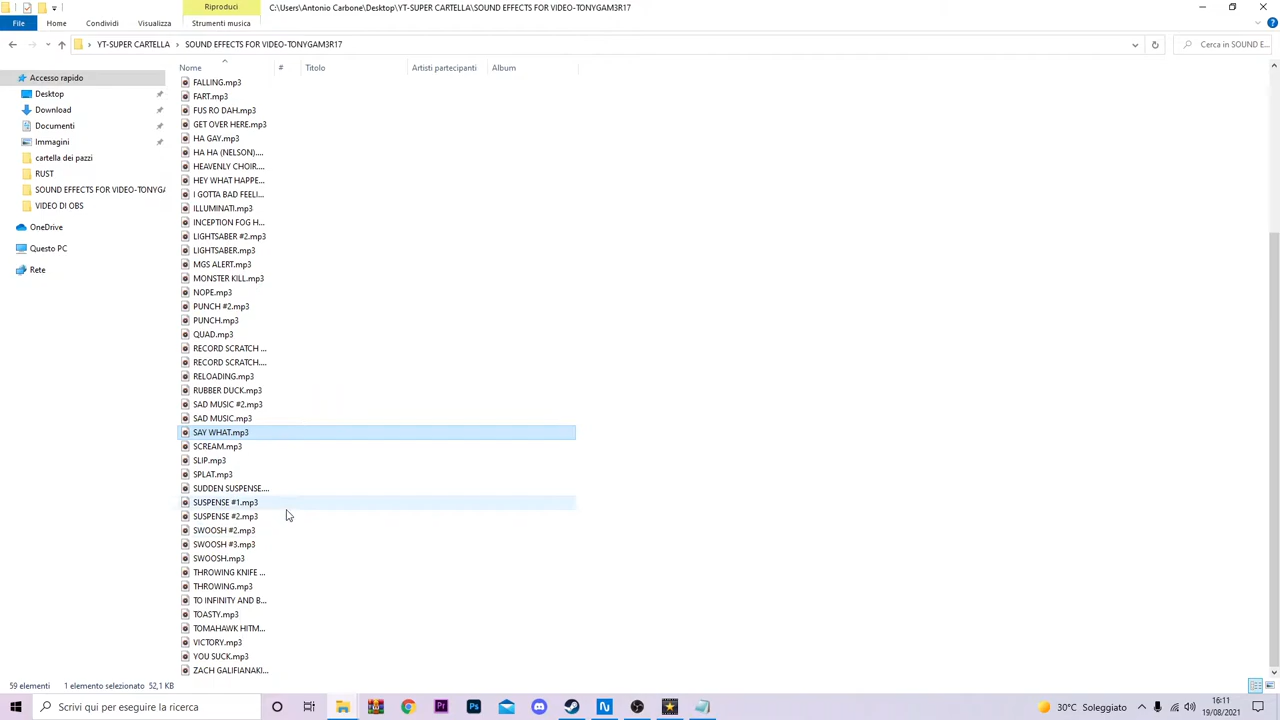 Riproduci
C:\Users\Antonio Carbone\Desktop\YT-SUPER CARTELLA\SOUND EFFECTS FOR VIDEO-TONYGAM3R17
File Home Condividi Visualizza Strumenti musica
YT-SUPER CARTELLA SOUND EFFECTS FOR VIDEO-TONYGAM3R17
Cerca in SOUND E...
Nome # Titolo Artisti partecipanti Album
Accesso rapido
Desktop
Download
Documenti
Immagini
cartella dei pazzi
RUST
SOUND EFFECTS FOR VIDEO-TONYGA
VIDEO DI OBS
OneDrive
Questo PC
Rete
FALLING.mp3
FART.mp3
FUS RO DAH.mp3
GET OVER HERE.mp3
HA GAY.mp3
HA HA (NELSON)....
HEAVENLY CHOIR....
HEY WHAT HAPPE...
I GOTTA BAD FEELI...
ILLUMINATI.mp3
INCEPTION FOG H...
LIGHTSABER #2.mp3
LIGHTSABER.mp3
MGS ALERT.mp3
MONSTER KILL.mp3
NOPE.mp3
PUNCH #2.mp3
PUNCH.mp3
QUAD.mp3
RECORD SCRATCH ...
RECORD SCRATCH....
RELOADING.mp3
RUBBER DUCK.mp3
SAD MUSIC #2.mp3
SAD MUSIC.mp3
SAY WHAT.mp3
SCREAM.mp3
SLIP.mp3
SPLAT.mp3
SUDDEN SUSPENSE....
SUSPENSE #1.mp3
SUSPENSE #2.mp3
SWOOSH #2.mp3
SWOOSH #3.mp3
SWOOSH.mp3
THROWING KNIFE ...
THROWING.mp3
TO INFINITY AND B...
TOASTY.mp3
TOMAHAWK HITM...
VICTORY.mp3
YOU SUCK.mp3
ZACH GALIFIANAKI...
59 elementi 1 elemento selezionato 52,1 KB
Scrivi qui per eseguire la ricerca
30°C Soleggiato
16:11
19/08/2021